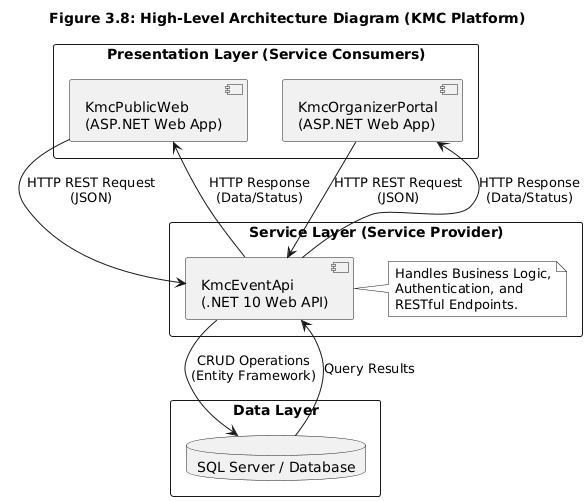 Figure 3.8: High-Level Architecture Diagram (KMC Platform)
Presentation Layer (Service Consumers)
KmcPublicWeb
(ASP.NET Web App)
KmcOrganizerPortal
(ASP.NET Web App)
HTTP REST Request
(JSON)
HTTP Response
(Data/Status)
HTTP REST Request
(JSON)
HTTP Response
(Data/Status)
Service Layer (Service Provider)
KmcEventApi
(.NET 10 Web API)
Handles Business Logic,
Authentication, and
RESTful Endpoints.
CRUD Operations
(Entity Framework)
Query Results
Data Layer
SQL Server / Database